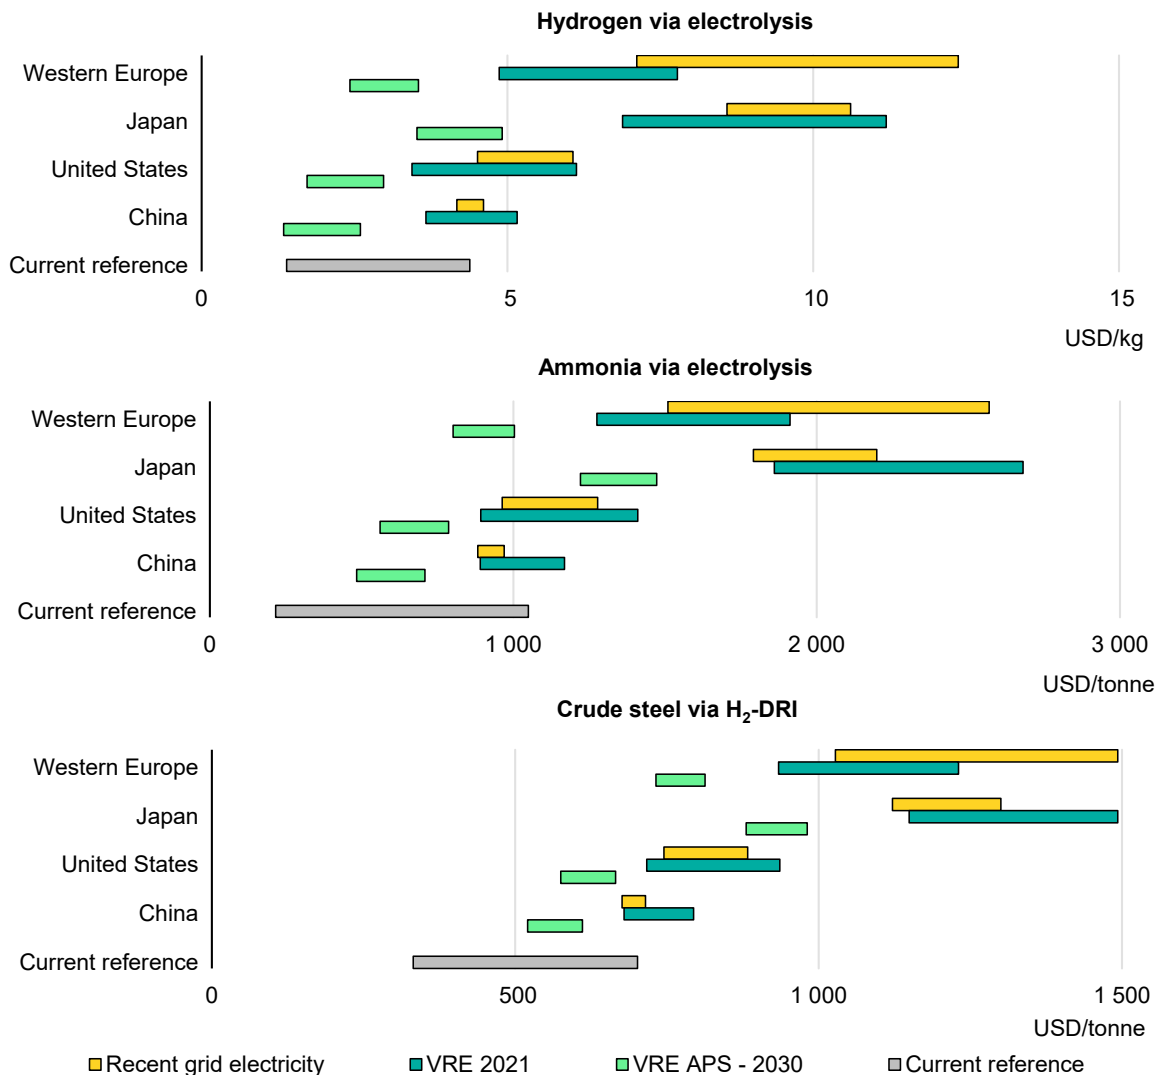 Hydrogen via electrolysis
Western Europe
Japan
United States
China
Current reference
0 5 10 15
USD/kg
Ammonia via electrolysis
Western Europe
Japan
United States
China
Current reference
0 1 000 2 000 3 000
USD/tonne
Crude steel via H₂-DRI
Western Europe
Japan
United States
China
Current reference
0 500 1 000 1 500
USD/tonne
Recent grid electricity VRE 2021 VRE APS - 2030 Current reference